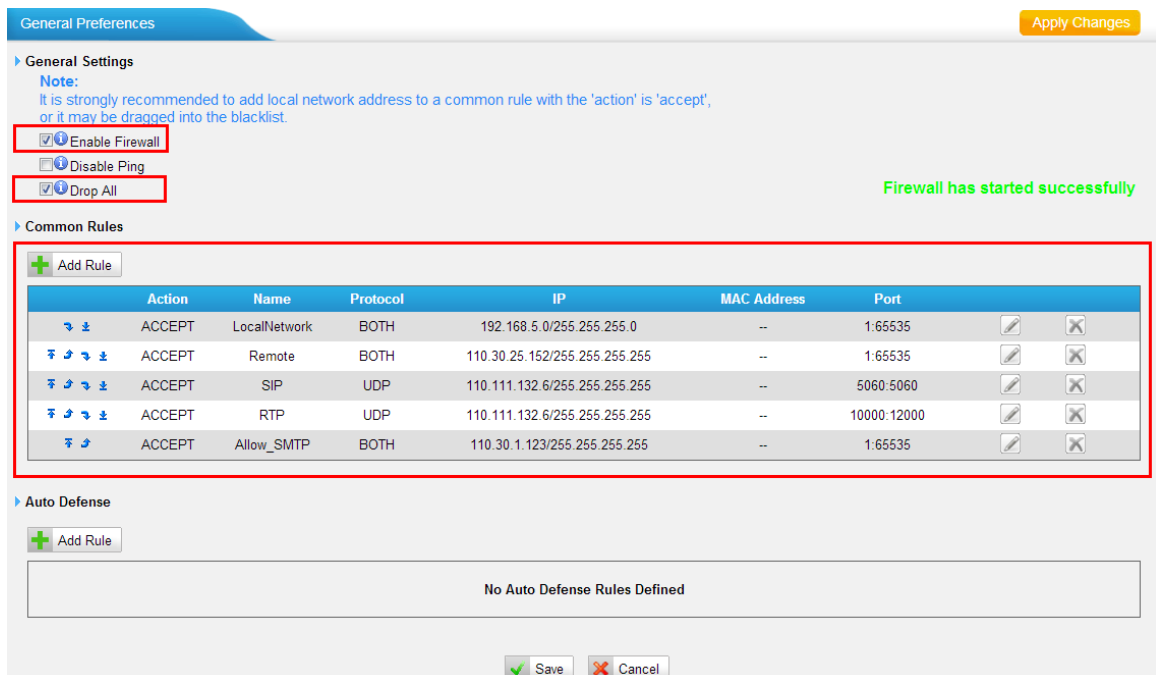 General Preferences
Apply Changes
General Settings
Note:
It is strongly recommended to add local network address to a common rule with the 'action' is 'accept',
or it may be dragged into the blacklist.
Enable Firewall
Disable Ping
Drop All
Firewall has started successfully
Common Rules
Add Rule
Action Name Protocol IP MAC Address Port
ACCEPT LocalNetwork BOTH 192.168.5.0/255.255.255.0 -- 1:65535
ACCEPT Remote BOTH 110.30.25.152/255.255.255.255 -- 1:65535
ACCEPT SIP UDP 110.111.132.6/255.255.255.255 -- 5060:5060
ACCEPT RTP UDP 110.111.132.6/255.255.255.255 -- 10000:12000
ACCEPT Allow_SMTP BOTH 110.30.1.123/255.255.255.255 -- 1:65535
Auto Defense
Add Rule
No Auto Defense Rules Defined
Save Cancel